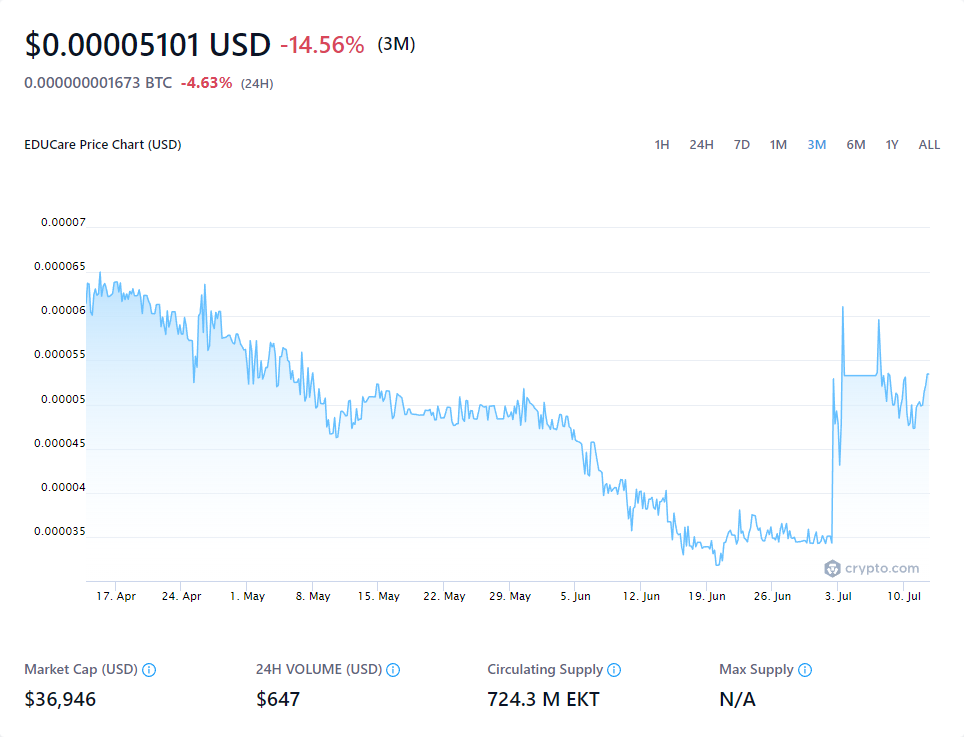 $0.00005101 USD -14.56% (3M)
0.000000001673 BTC -4.63% (24H)
EDUCare Price Chart (USD)
1H 24H 7D 1M 3M 6M 1Y ALL
0.00007
0.000065
0.00006
0.000055
0.00005
0.000045
0.00004
0.000035
crypto.com
17. Apr 24. Apr 1. May 8. May 15. May 22. May 29. May 5. Jun 12. Jun 19. Jun 26. Jun 3. Jul 10. Jul
Market Cap (USD) 24H VOLUME (USD) Circulating Supply Max Supply
$36,946 $647 724.3 M EKT N/A